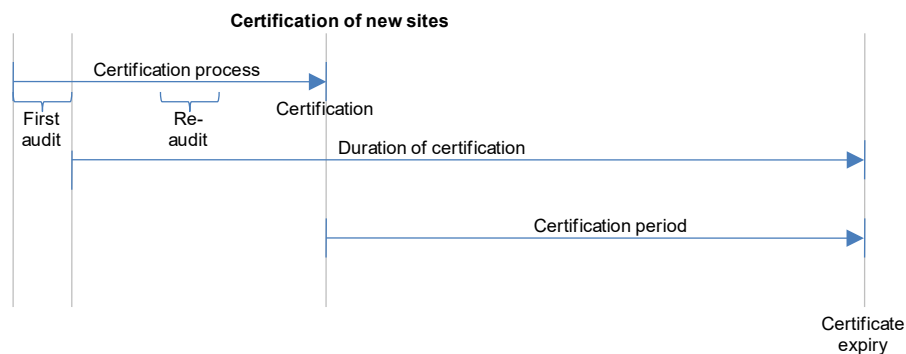 Certification of new sites
Certification process
Certification
First
audit
Re-
audit
Duration of certification
Certification period
Certificate
expiry